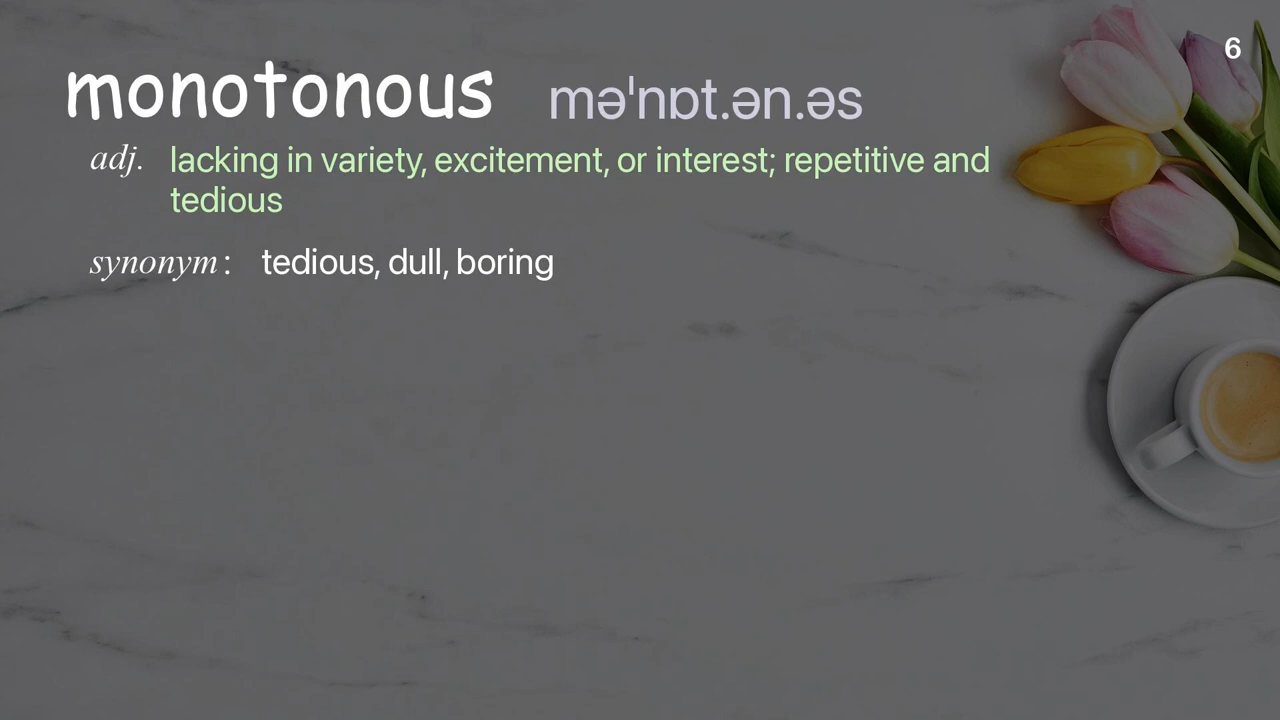 6
monotonous məˈnɒt.ən.əs
adj. lacking in variety, excitement, or interest; repetitive and
tedious
synonym : tedious, dull, boring